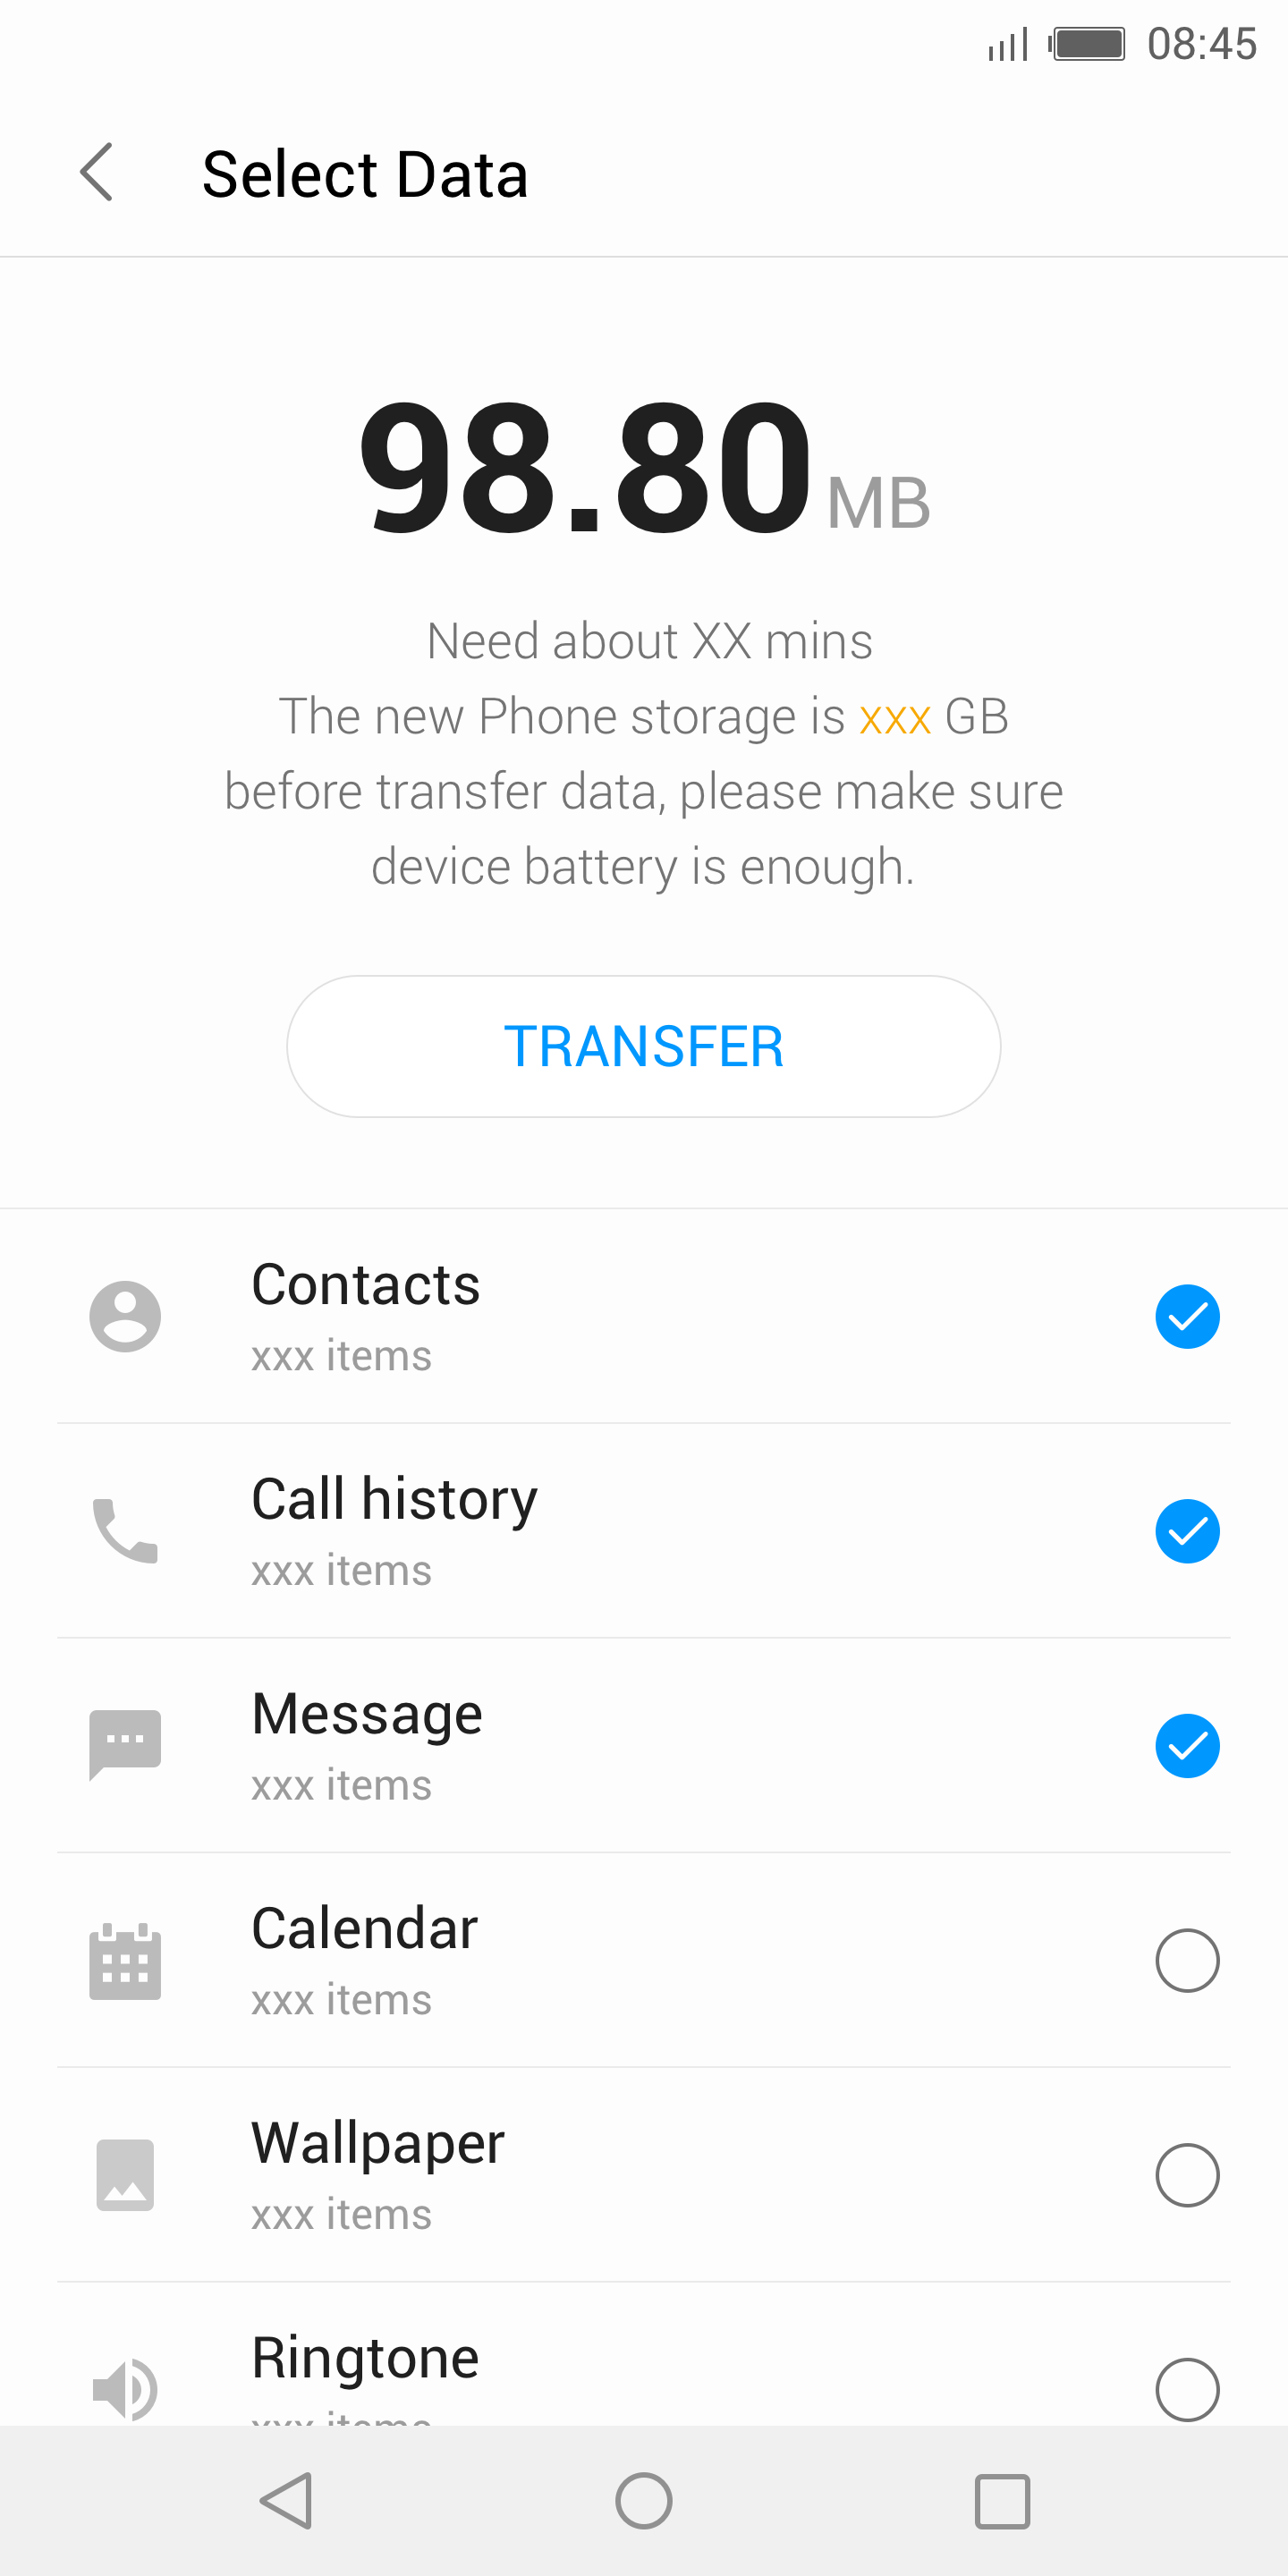 08:45
Select Data
98.80 MB
Need about XX mins
The new Phone storage is xxx GB
before transfer data, please make sure
device battery is enough.
TRANSFER
Contacts
xxx items
Call history
xxx items
Message
xxx items
Calendar
xxx items
Wallpaper
xxx items
Ringtone